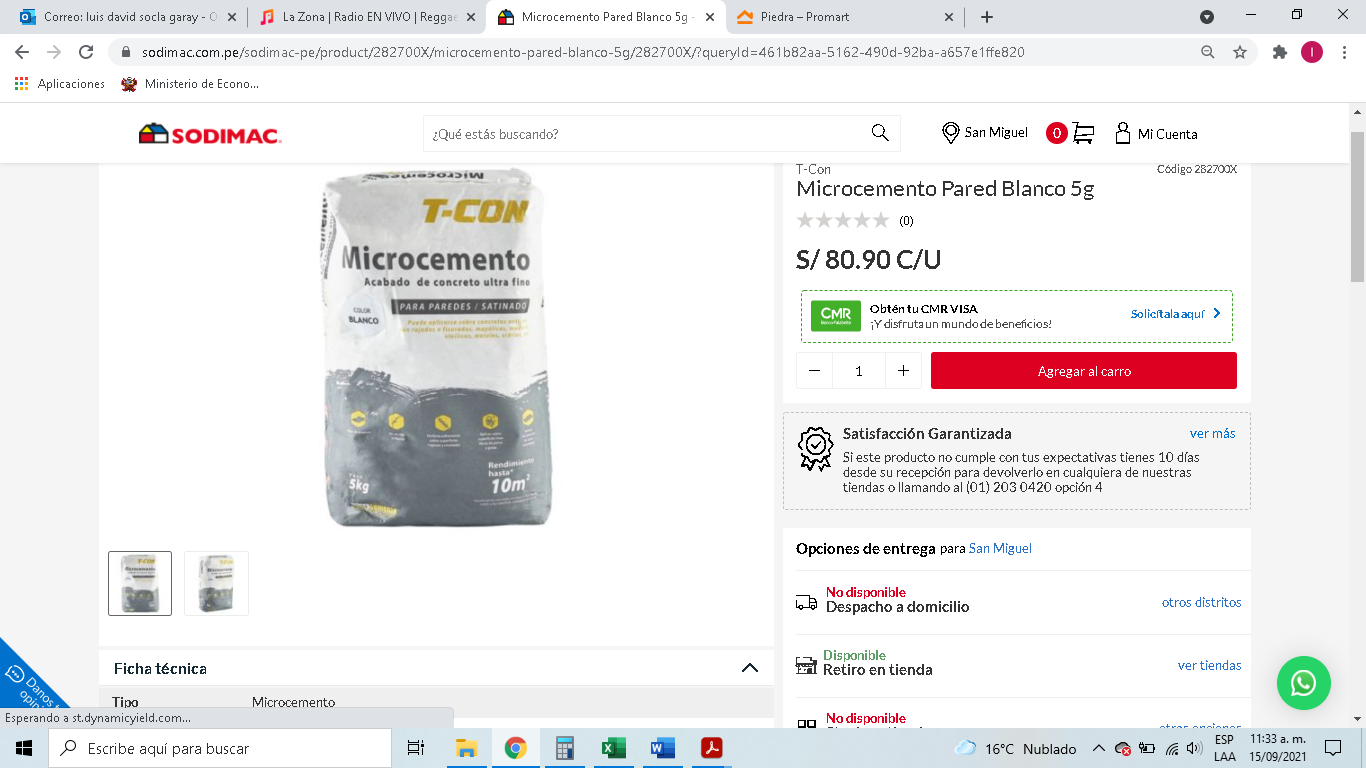 Correo: luis david socla garay - O
La Zona | Radio EN VIVO | Reggae
Microcemento Pared Blanco 5g -
Piedra – Promart
sodimac.com.pe/sodimac-pe/product/282700X/microcemento-pared-blanco-5g/282700X/?queryId=461b82aa-5162-490d-92ba-a657e1ffe820
I
Aplicaciones
Ministerio de Econo...
SODIMAC
¿Qué estás buscando?
San Miguel
0
Mi Cuenta
Microcemento
T-CON
Microcemento
Acabado de concreto ultra fino
PARA PAREDES / SATINADO
COLOR
BLANCO
Rendimiento
hasta*
10m²
5kg
T-Con
Código 282700X
Microcemento Pared Blanco 5g
(0)
S/ 80.90 C/U
CMR
Obtén tu CMR VISA
¡Y disfruta un mundo de beneficios!
Solicítala aquí
1
Agregar al carro
Satisfacción Garantizada
ver más
Si este producto no cumple con tus expectativas tienes 10 días
desde su recepción para devolverlo en cualquiera de nuestras
tiendas o llamando al (01) 203 0420 opción 4
Opciones de entrega para San Miguel
No disponible
Despacho a domicilio
otros distritos
Disponible
Retiro en tienda
ver tiendas
No disponible
Ficha técnica
Tipo
Microcemento
Danos
Esperando a st.dynamicyield.com...
Escribe aquí para buscar
16°C Nublado
ESP
LAA
11:33 a. m.
15/09/2021